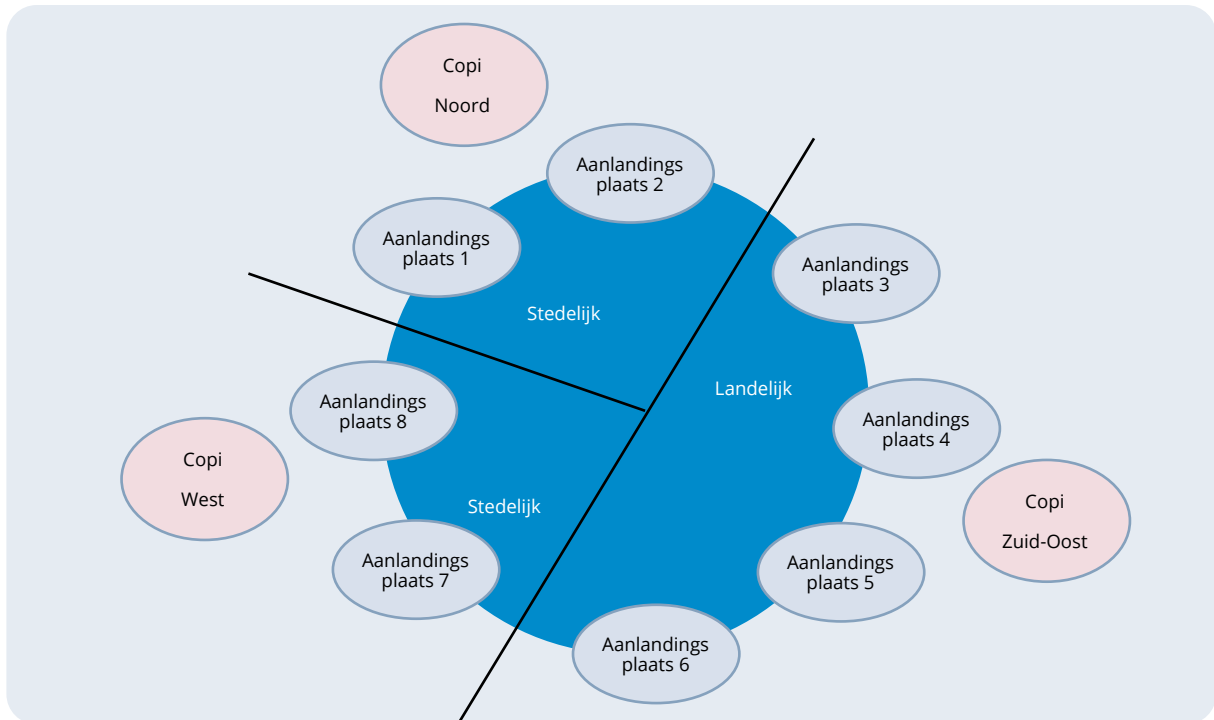 Copi
Noord
Aanlandings
plaats 2
Aanlandings
plaats 1
Aanlandings
plaats 3
Stedelijk
Landelijk
Aanlandings
plaats 8
Aanlandings
plaats 4
Copi
West
Stedelijk
Copi
Zuid-Oost
Aanlandings
plaats 7
Aanlandings
plaats 5
Aanlandings
plaats 6